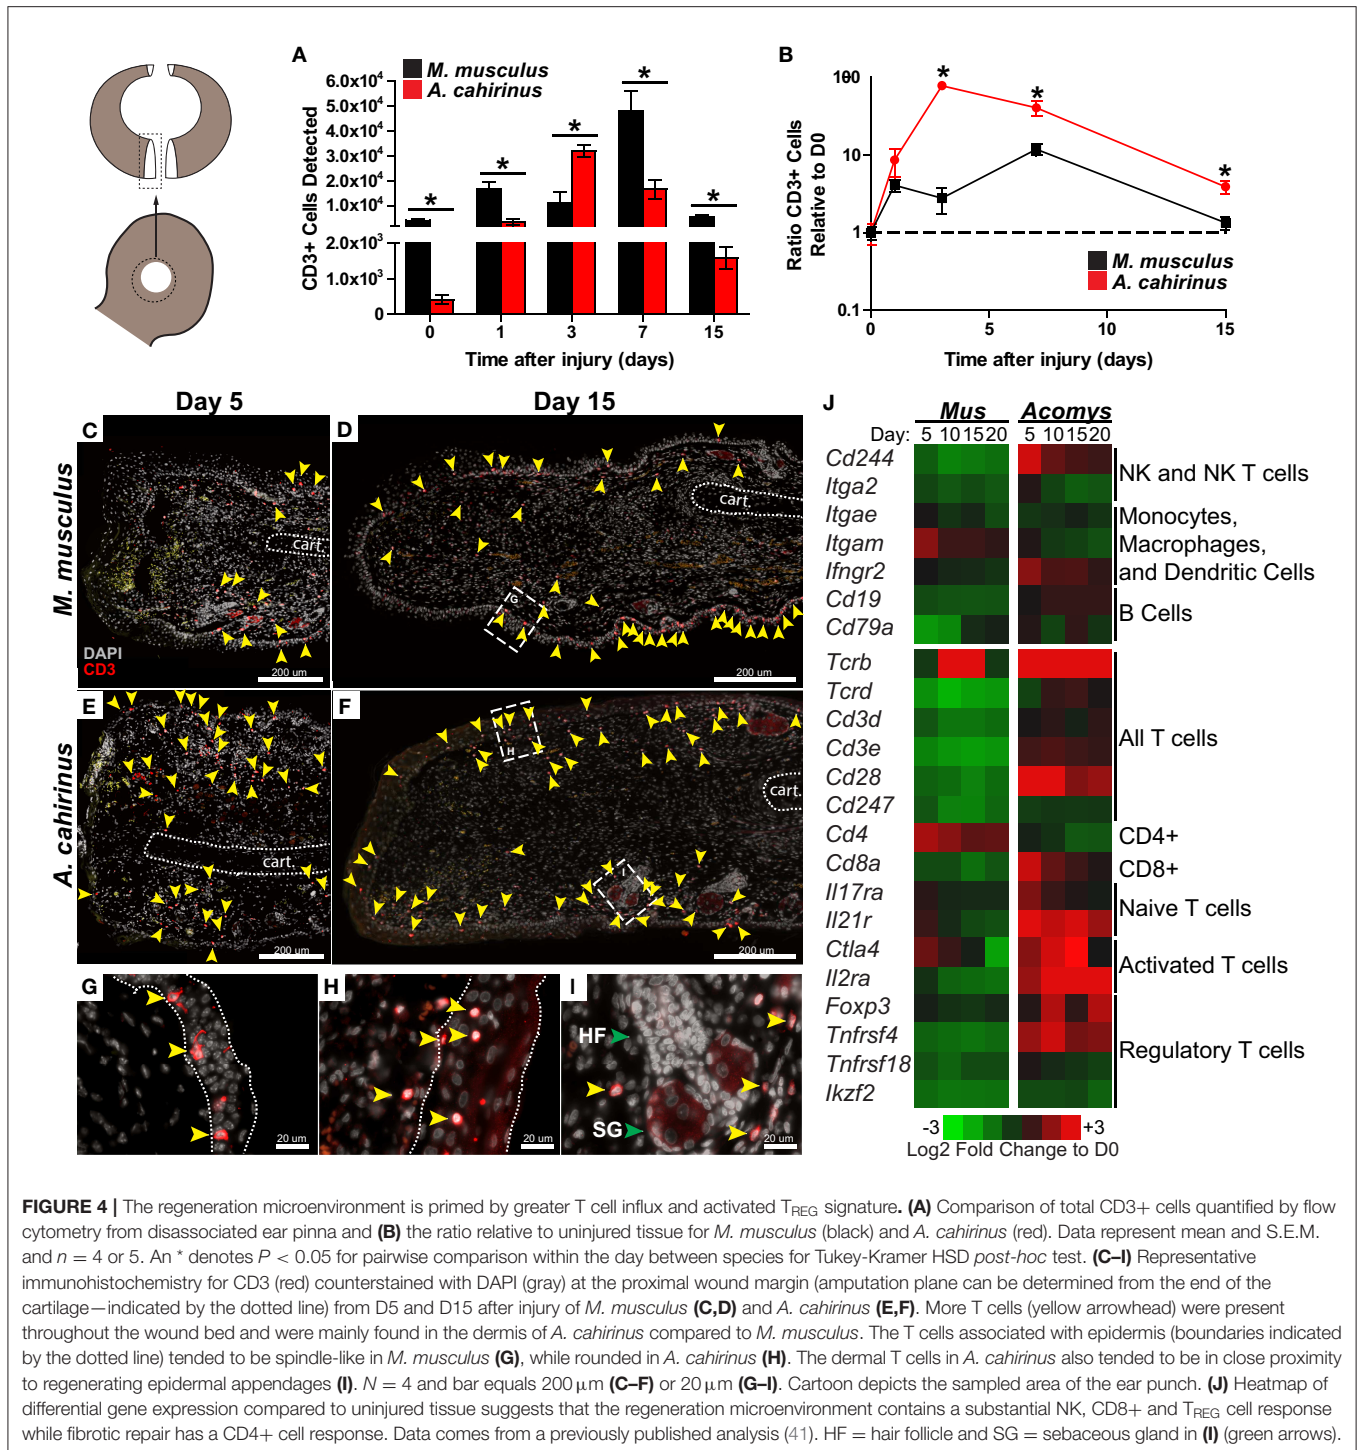 A
M. musculus
A. cahirinus
CD3+ Cells Detected
6.0x10⁴
5.0x10⁴
4.0x10⁴
3.0x10⁴
2.0x10⁴
1.0x10⁴
2.0x10³
1.0x10³
0
* * * * *
0 1 3 7 15
Time after injury (days)
B
Ratio CD3+ Cells
Relative to D0
100
10
1
0.1
* * *
M. musculus
A. cahirinus
0 5 10 15
Time after injury (days)
Day 5
Day 15
M. musculus
C
cart.
DAPI
CD3
200 um
D
cart.
G
200 um
A. cahirinus
E
cart.
200 um
F
H
cart.
I
200 um
G
20 um
H
20 um
I
HF
SG
20 um
J
Mus Acomys
Day: 5 10 15 20 5 10 15 20
Cd244
Itga2
NK and NK T cells
Itgae
Itgam
Ifngr2
Monocytes,
Macrophages,
and Dendritic Cells
Cd19
Cd79a
B Cells
Tcrb
Tcrd
Cd3d
Cd3e
Cd28
Cd247
All T cells
Cd4
CD4+
Cd8a
CD8+
Il17ra
Il21r
Naive T cells
Ctla4
Il2ra
Activated T cells
Foxp3
Tnfrsf4
Tnfrsf18
Ikzf2
Regulatory T cells
-3 +3
Log2 Fold Change to D0
FIGURE 4 | The regeneration microenvironment is primed by greater T cell influx and activated TREG signature. (A) Comparison of total CD3+ cells quantified by flow
cytometry from disassociated ear pinna and (B) the ratio relative to uninjured tissue for M. musculus (black) and A. cahirinus (red). Data represent mean and S.E.M.
and n = 4 or 5. An * denotes P < 0.05 for pairwise comparison within the day between species for Tukey-Kramer HSD post-hoc test. (C–I) Representative
immunohistochemistry for CD3 (red) counterstained with DAPI (gray) at the proximal wound margin (amputation plane can be determined from the end of the
cartilage—indicated by the dotted line) from D5 and D15 after injury of M. musculus (C,D) and A. cahirinus (E,F). More T cells (yellow arrowhead) were present
throughout the wound bed and were mainly found in the dermis of A. cahirinus compared to M. musculus. The T cells associated with epidermis (boundaries indicated
by the dotted line) tended to be spindle-like in M. musculus (G), while rounded in A. cahirinus (H). The dermal T cells in A. cahirinus also tended to be in close proximity
to regenerating epidermal appendages (I). N = 4 and bar equals 200 μm (C–F) or 20 μm (G–I). Cartoon depicts the sampled area of the ear punch. (J) Heatmap of
differential gene expression compared to uninjured tissue suggests that the regeneration microenvironment contains a substantial NK, CD8+ and TREG cell response
while fibrotic repair has a CD4+ cell response. Data comes from a previously published analysis (41). HF = hair follicle and SG = sebaceous gland in (I) (green arrows).